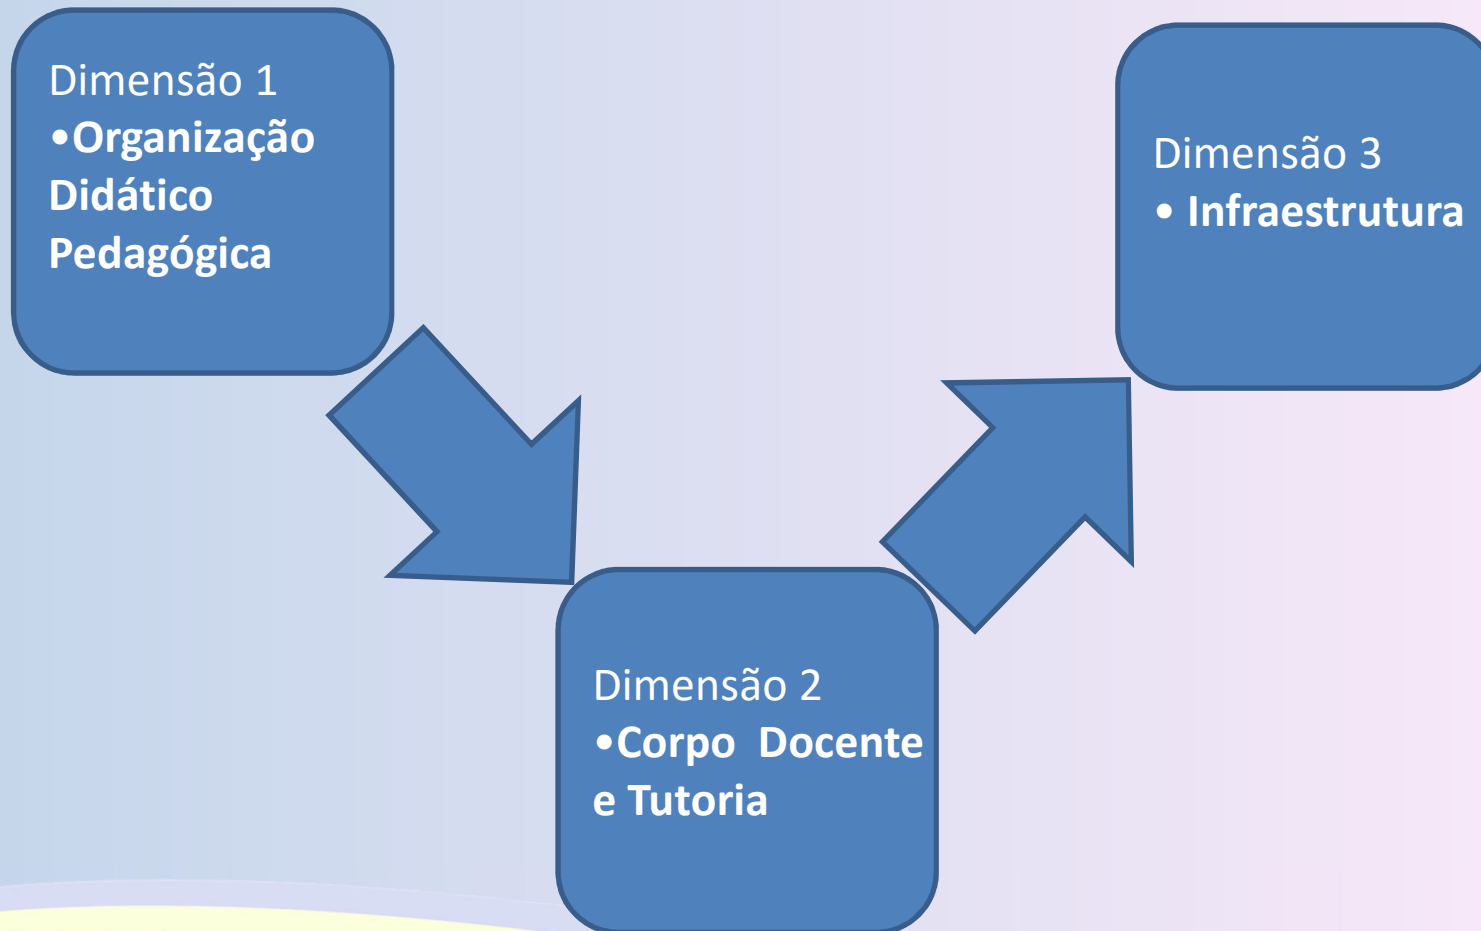 Dimensão 1
•Organização
Didático
Pedagógica
Dimensão 2
•Corpo Docente
e Tutoria
Dimensão 3
• Infraestrutura